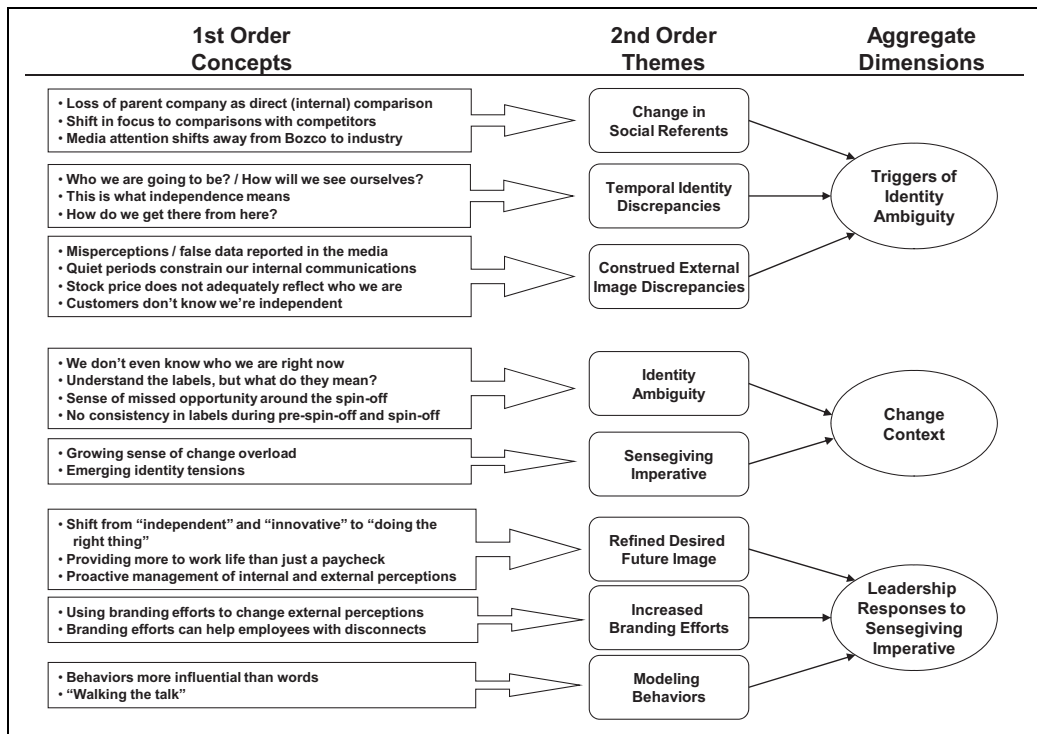 1st Order
Concepts
2nd Order
Themes
Aggregate
Dimensions
• Loss of parent company as direct (internal) comparison
• Shift in focus to comparisons with competitors
• Media attention shifts away from Bozco to industry
Change in
Social Referents
• Who we are going to be? / How will we see ourselves?
• This is what independence means
• How do we get there from here?
Temporal Identity
Discrepancies
Triggers of
Identity
Ambiguity
• Misperceptions / false data reported in the media
• Quiet periods constrain our internal communications
• Stock price does not adequately reflect who we are
• Customers don’t know we’re independent
Construed External
Image Discrepancies
• We don’t even know who we are right now
• Understand the labels, but what do they mean?
• Sense of missed opportunity around the spin-off
• No consistency in labels during pre-spin-off and spin-off
Identity
Ambiguity
• Growing sense of change overload
• Emerging identity tensions
Sensegiving
Imperative
Change
Context
• Shift from “independent” and “innovative” to “doing the
right thing”
• Providing more to work life than just a paycheck
• Proactive management of internal and external perceptions
Refined Desired
Future Image
• Using branding efforts to change external perceptions
• Branding efforts can help employees with disconnects
Increased
Branding Efforts
Leadership
Responses to
Sensegiving
Imperative
• Behaviors more influential than words
• “Walking the talk”
Modeling
Behaviors